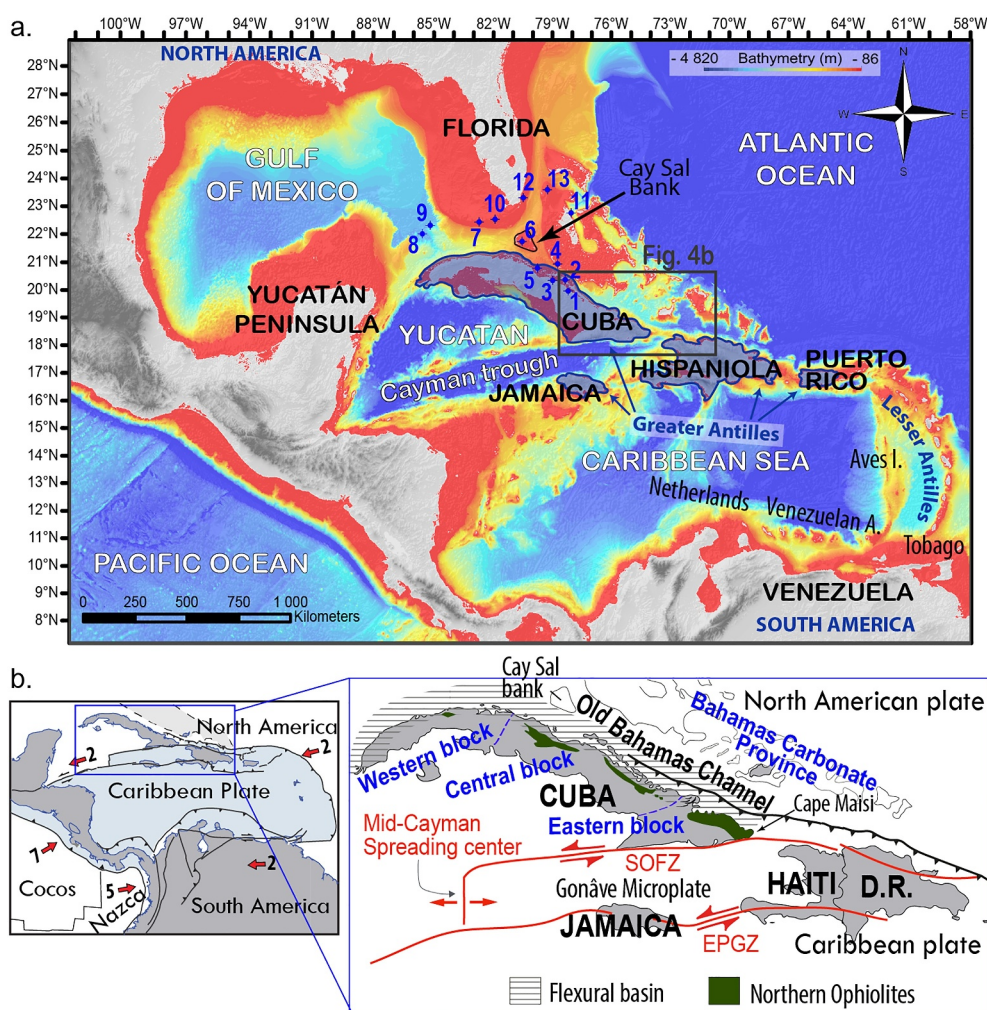 a.
100°W 97°W 94°W 91°W 88°W 85°W 82°W 79°W 76°W 73°W 70°W 67°W 64°W 61°W 58°W
NORTH AMERICA
- 4 820 Bathymetry (m) - 86
N
W E
S
28°N
27°N
26°N
25°N
24°N
23°N
22°N
21°N
20°N
19°N
18°N
17°N
16°N
15°N
14°N
13°N
12°N
11°N
10°N
9°N
8°N
FLORIDA
ATLANTIC
OCEAN
GULF
OF MEXICO
Cay Sal
Bank
12 13
11
10
9
7
8
6
4
5
2
3
1
Fig. 4b
YUCATÁN
PENINSULA
CUBA
YUCATAN
Cayman trough
HISPANIOLA
PUERTO
RICO
JAMAICA
Greater Antilles
Lesser Antilles
CARIBBEAN SEA
Aves I.
Netherlands Venezuelan A.
Tobago
PACIFIC OCEAN
0 250 500 750 1 000
Kilometers
VENEZUELA
SOUTH AMERICA
b.
North America
2
2
Caribbean Plate
7
Cocos
5
Nazca
2
South America
Cay Sal
bank
North American plate
Old Bahamas Channel
Bahamas Carbonate
Province
Western block
Central block
CUBA
Eastern block
Cape Maisi
Mid-Cayman
Spreading center
SOFZ
Gonâve Microplate
HAITI
D.R.
JAMAICA
EPGZ
Caribbean plate
Flexural basin
Northern Ophiolites